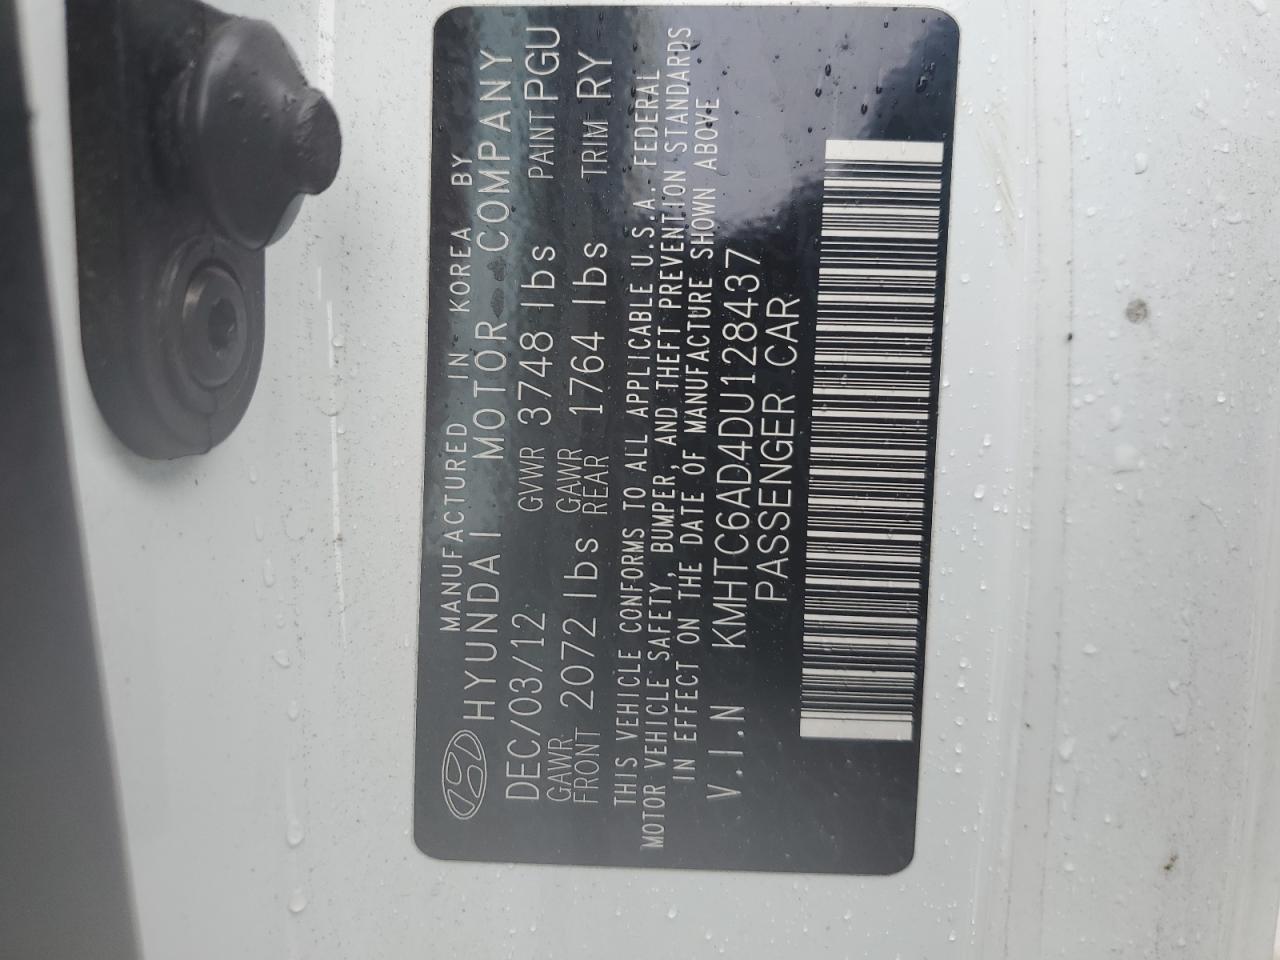 MANUFACTURED IN KOREA BY
HYUNDAI MOTOR COMPANY
DEC/03/12 GVWR 3748 lbs PAINT PGU
GAWR FRONT 2072 lbs GAWR REAR 1764 lbs TRIM RY
THIS VEHICLE CONFORMS TO ALL APPLICABLE U.S.A. FEDERAL
MOTOR VEHICLE SAFETY, BUMPER, AND THEFT PREVENTION STANDARDS
IN EFFECT ON THE DATE OF MANUFACTURE SHOWN ABOVE
V.I.N KMHTC6AD4DU128437
PASSENGER CAR